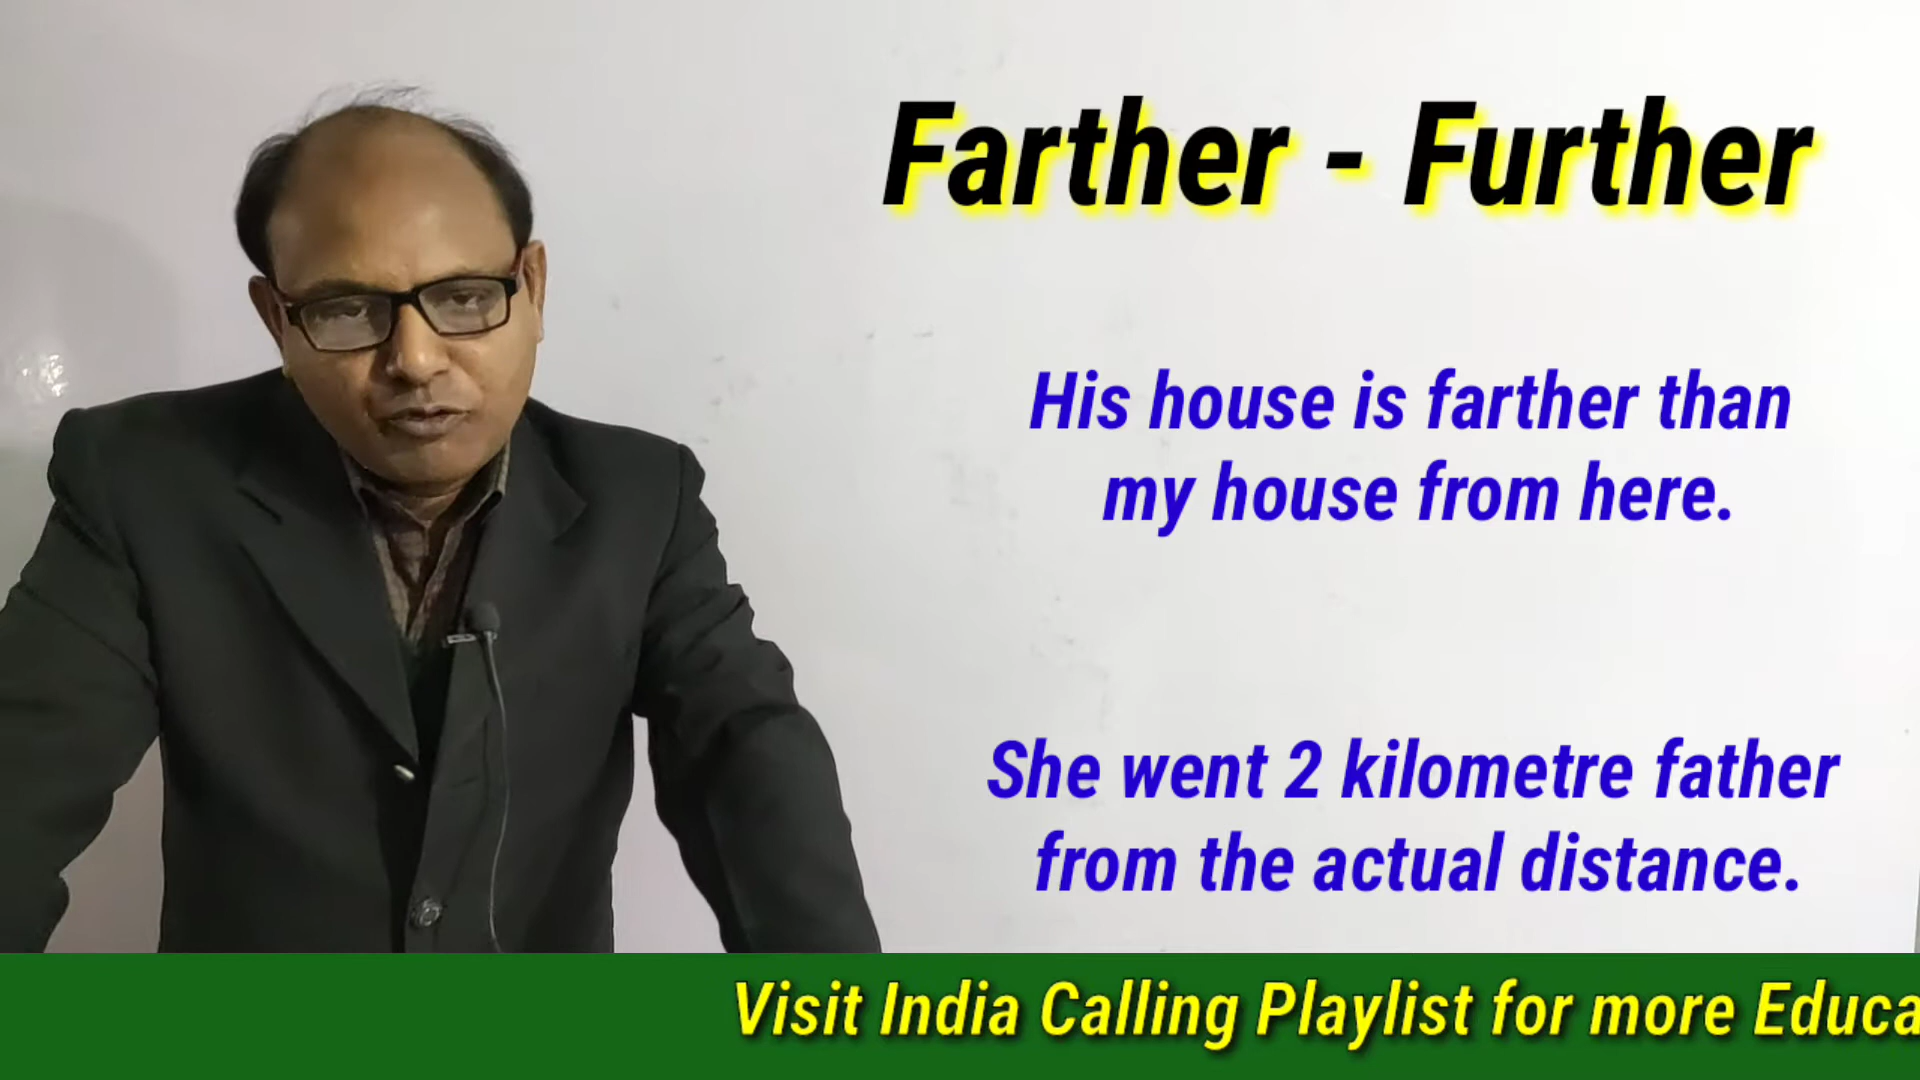 Farther - Further
His house is farther than
my house from here.
She went 2 kilometre father
from the actual distance.
Visit India Calling Playlist for more Educa